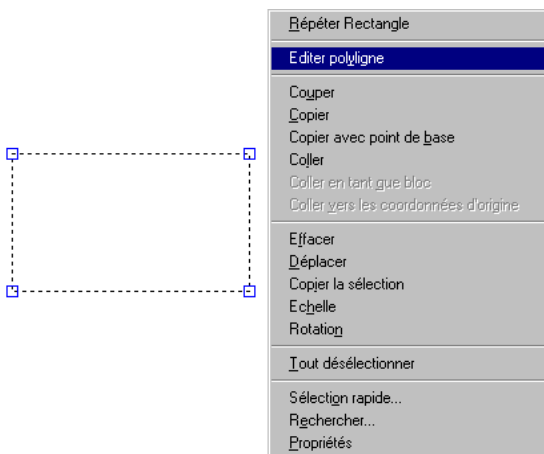 Répéter Rectangle
Editer polyligne
Couper
Copier
Copier avec point de base
Coller
Coller en tant que bloc
Coller vers les coordonnées d'origine
Effacer
Déplacer
Copier la sélection
Echelle
Rotation
Tout désélectionner
Sélection rapide...
Rechercher...
Propriétés